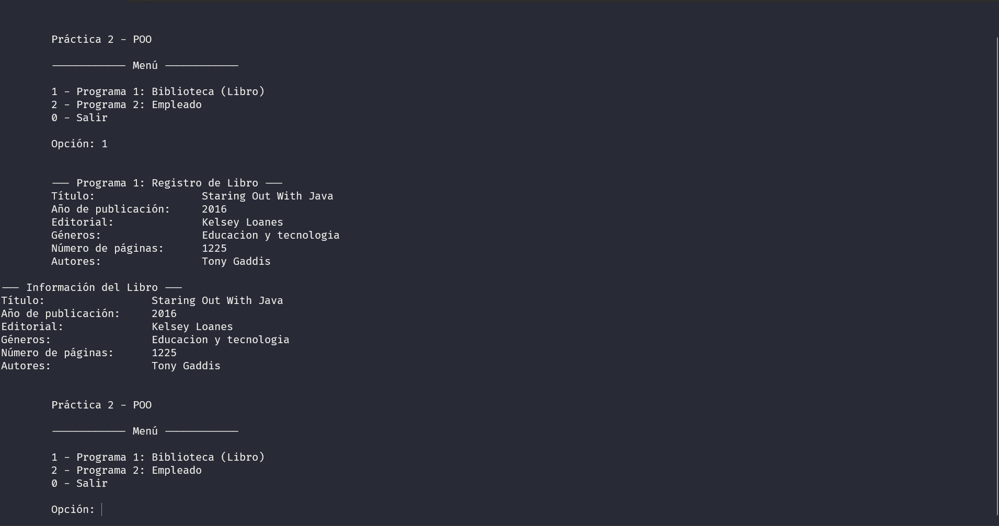 Práctica 2 - POO
------------ Menú ------------
1 - Programa 1: Biblioteca (Libro)
2 - Programa 2: Empleado
0 - Salir
Opción: 1
--- Programa 1: Registro de Libro ---
Título: Staring Out With Java
Año de publicación: 2016
Editorial: Kelsey Loanes
Géneros: Educacion y tecnologia
Número de páginas: 1225
Autores: Tony Gaddis
--- Información del Libro ---
Título: Staring Out With Java
Año de publicación: 2016
Editorial: Kelsey Loanes
Géneros: Educacion y tecnologia
Número de páginas: 1225
Autores: Tony Gaddis
Práctica 2 - POO
------------ Menú ------------
1 - Programa 1: Biblioteca (Libro)
2 - Programa 2: Empleado
0 - Salir
Opción: